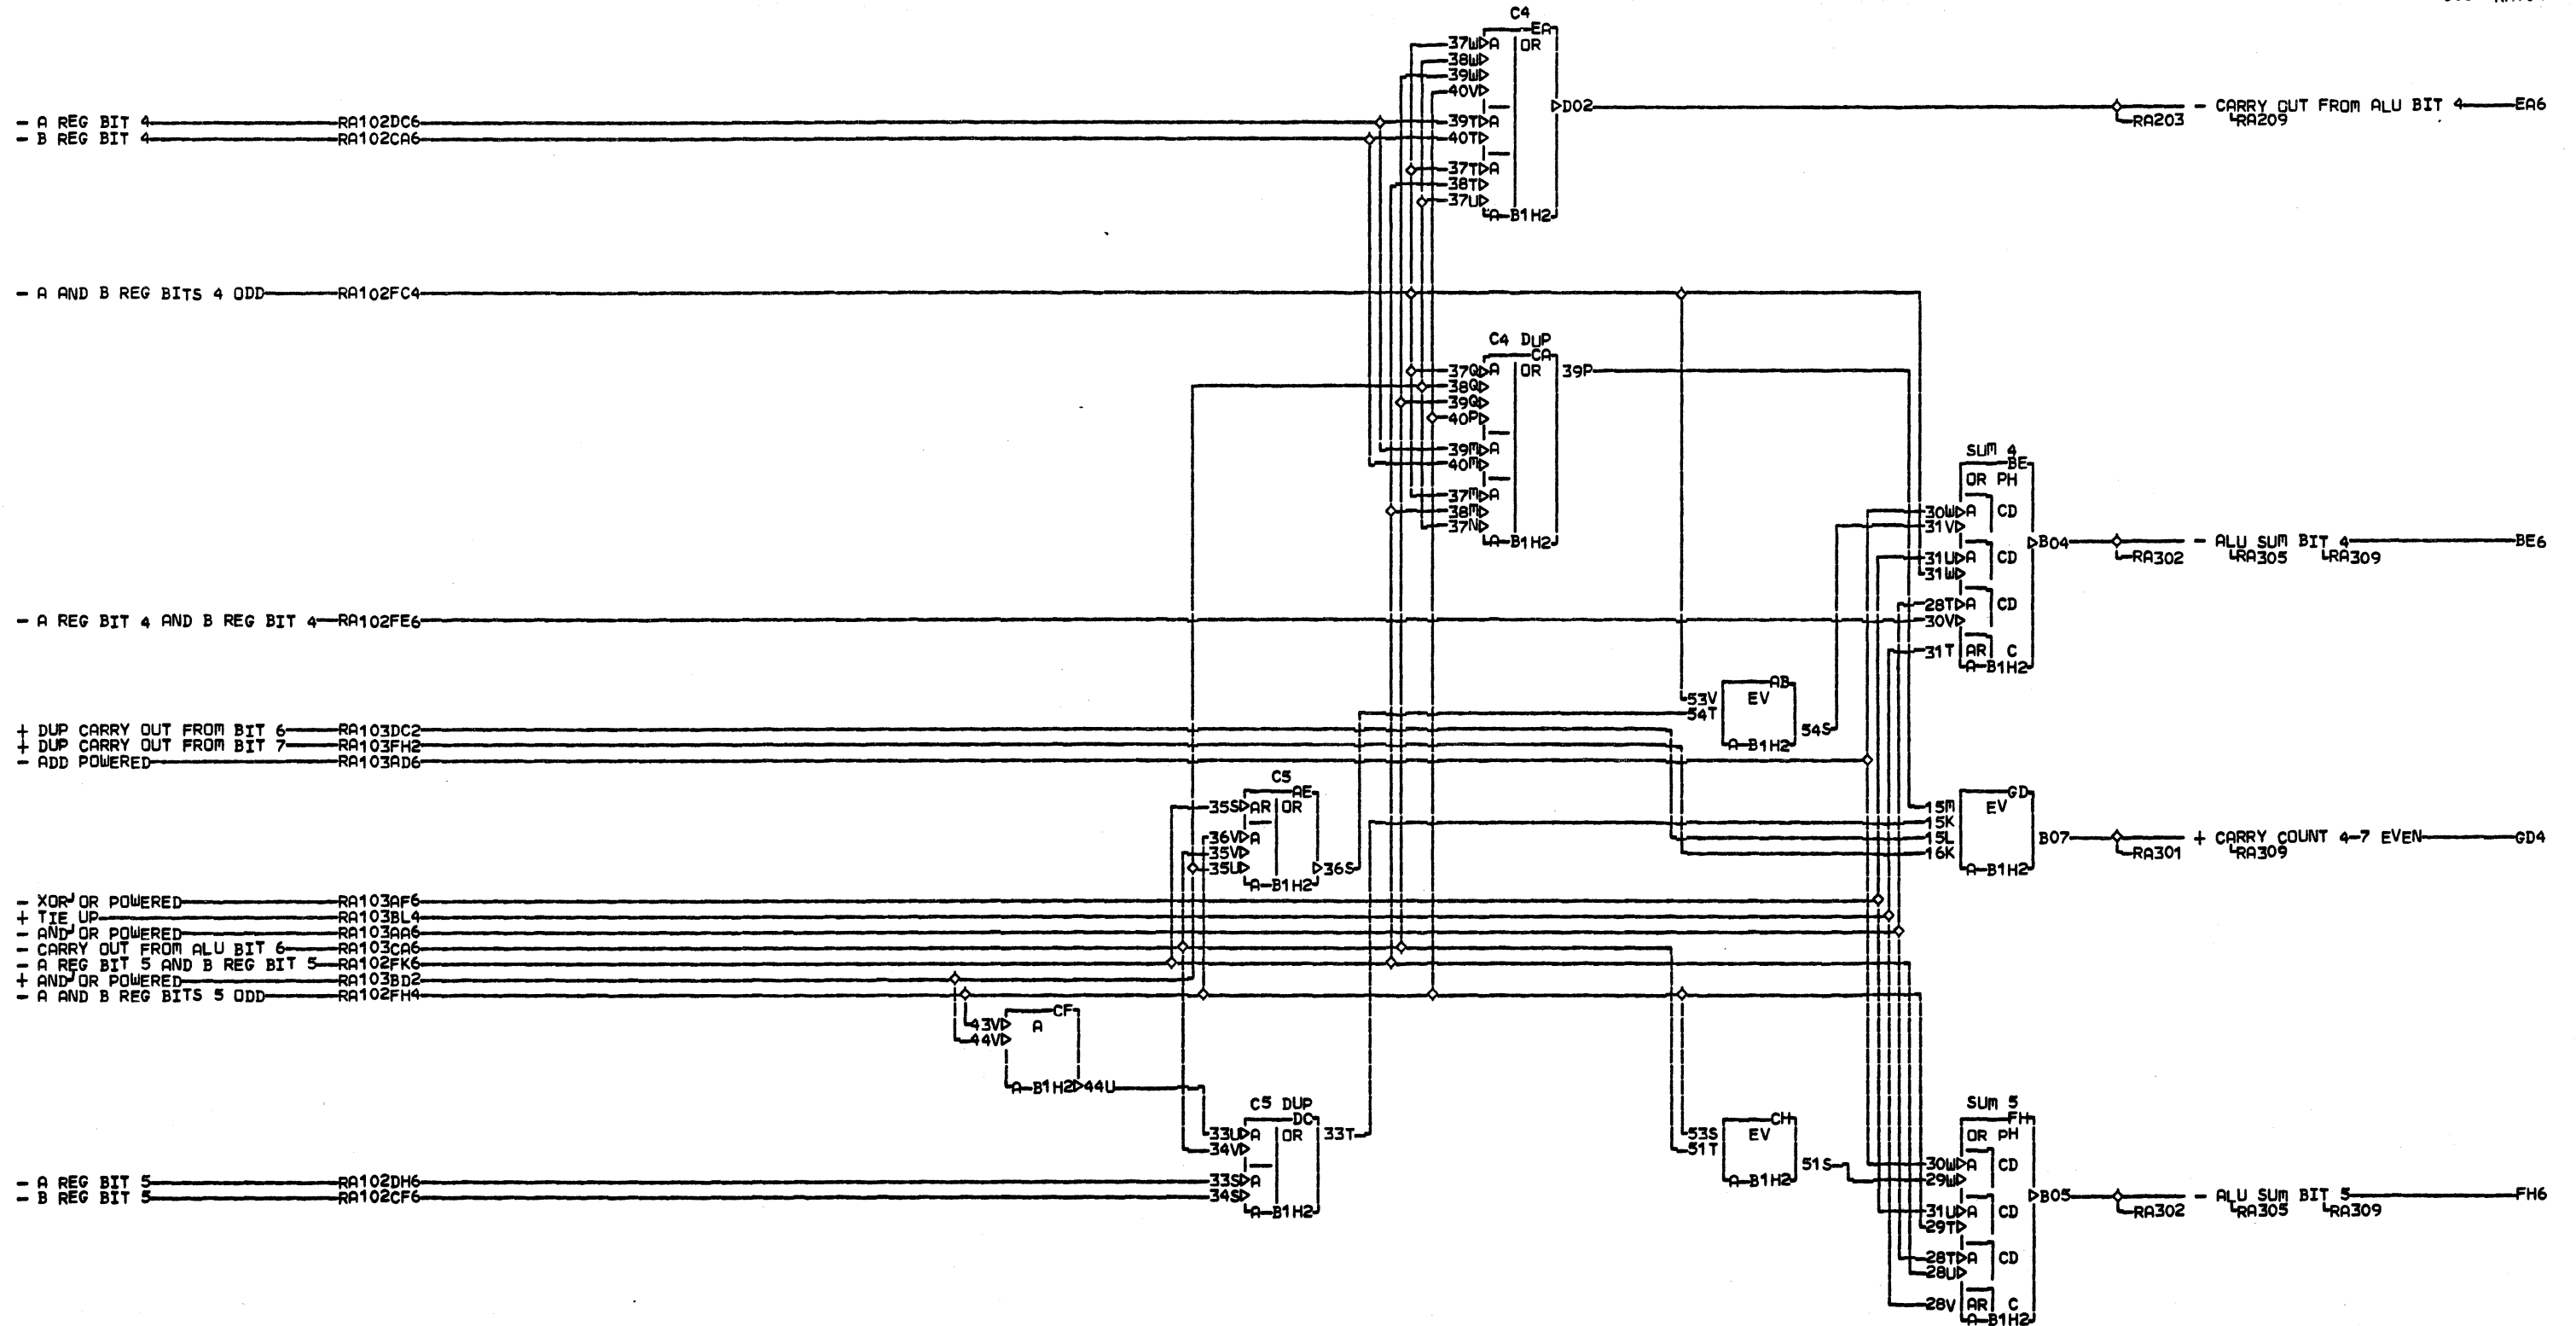 C4
EA
37W A OR
38W
39W
40V
D02 - CARRY OUT FROM ALU BIT 4 EA6
RA203 RA209
- A REG BIT 4 RA102DC6
39T A
- B REG BIT 4 RA102CA6
40T
37T A
38T
37U
A-B1H2
- A AND B REG BITS 4 ODD RA102FC4
C4 DUP
CA
37Q A OR 39P
38Q
39Q
40P
39M A
40M
37M A
38M
37N
A-B1H2
SUM 4
BE
OR PH
30W A CD
31V
B04 - ALU SUM BIT 4 BE6
RA302 RA305 RA309
31U A CD
31W
28T A CD
- A REG BIT 4 AND B REG BIT 4 RA102FE6
30V
31T AR C
A-B1H2
AB
53V EV
54T
54S
A-B1H2
+ DUP CARRY OUT FROM BIT 6 RA103DC2
+ DUP CARRY OUT FROM BIT 7 RA103FH2
- ADD POWERED RA103AD6
C5
AE
35S AR OR
36V A
35V
35U 36S
A-B1H2
GD
15M EV
15K
15L B07 + CARRY COUNT 4-7 EVEN GD4
16K RA301 RA309
A-B1H2
- XOR'OR POWERED RA103AF6
+ TIE UP RA103BL4
- AND'OR POWERED RA103AA6
- CARRY OUT FROM ALU BIT 6 RA103CA6
- A REG BIT 5 AND B REG BIT 5 RA102FK6
+ AND'OR POWERED RA103BD2
- A AND B REG BITS 5 ODD RA102FH4
CF
43V A
44V
A-B1H2 44U
C5 DUP
DC
33U A OR 33T
34V
- A REG BIT 5 RA102DH6
33S A
- B REG BIT 5 RA102CF6
34S
A-B1H2
CH
53S EV
51T
51S
A-B1H2
SUM 5
FH
OR PH
30W A CD
29W
B05 - ALU SUM BIT 5 FH6
RA302 RA305 RA309
31U A CD
29T
28T A CD
28U
28V AR C
A-B1H2